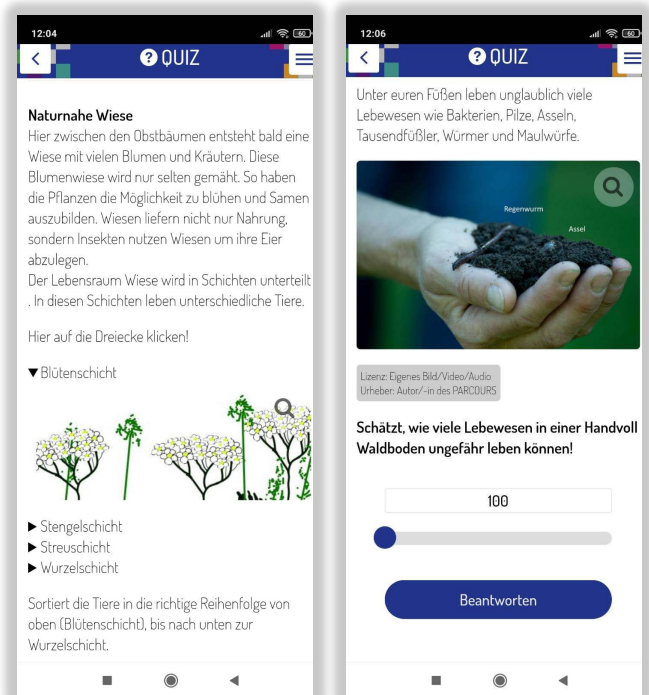 12:04
60
QUIZ
Naturnahe Wiese
Hier zwischen den Obstbäumen entsteht bald eine
Wiese mit vielen Blumen und Kräutern. Diese
Blumenwiese wird nur selten gemäht. So haben
die Pflanzen die Möglichkeit zu blühen und Samen
auszubilden. Wiesen liefern nicht nur Nahrung,
sondern Insekten nutzen Wiesen um ihre Eier
abzulegen.
Der Lebensraum Wiese wird in Schichten unterteilt
. In diesen Schichten leben unterschiedliche Tiere.
Hier auf die Dreiecke klicken!
▼Blütenschicht
▶ Stengelschicht
▶ Streuschicht
▶ Wurzelschicht
Sortiert die Tiere in die richtige Reihenfolge von
oben (Blütenschicht), bis nach unten zur
Wurzelschicht.
12:06
60
QUIZ
Unter euren Füßen leben unglaublich viele
Lebewesen wie Bakterien, Pilze, Asseln,
Tausendfüßler, Würmer und Maulwürfe.
Regenwurm
Assel
Lizenz: Eigenes Bild/Video/Audio
Urheber: Autor/-in des PARCOURS
Schätzt, wie viele Lebewesen in einer Handvoll
Waldboden ungefähr leben können!
100
Beantworten